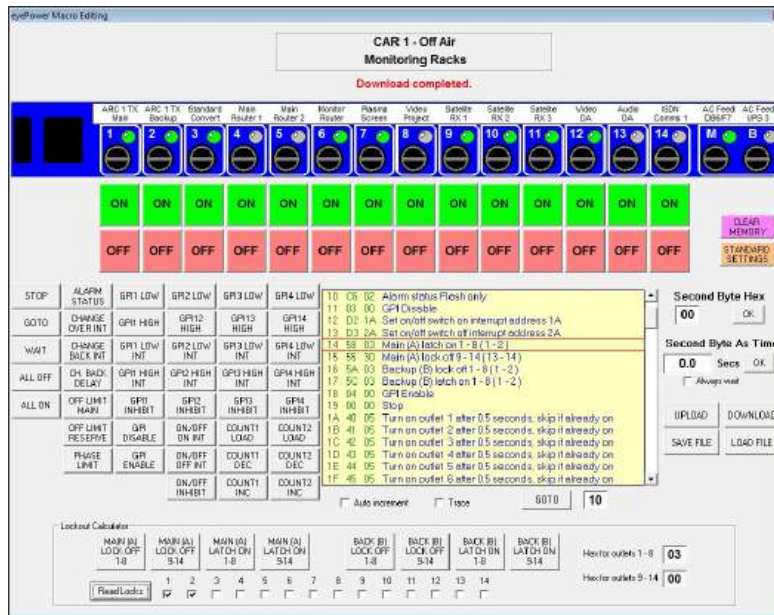 eyePower Macro Editing
CAR 1 - Off Air
Monitoring Racks
Download completed.
ARC 1 TX Main
ARC 1 TX Backup
Standard Convert
Main Router 1
Main Router 2
Monitor Router
Plasma Screen
Video Project
Satellite RX 1
Satellite RX 2
Satellite RX 3
Video DA
Audio DA
ISDN Comms 1
AC Feed DB6/F7
AC Feed UPS 3
1 2 3 4 5 6 7 8 9 10 11 12 13 14 M B
ON ON ON ON ON ON ON ON ON ON ON ON ON ON
OFF OFF OFF OFF OFF OFF OFF OFF OFF OFF OFF OFF OFF OFF
CLEAR MEMORY
STANDARD SETTINGS
STOP
ALARM STATUS
GPI1 LOW
GPI2 LOW
GPI3 LOW
GPI4 LOW
GOTO
CHANGE OVER INT
GPI1 HIGH
GPI12 HIGH
GPI13 HIGH
GPI14 HIGH
WAIT
CHANGE BACK INT
GPI1 LOW INT
GPI2 LOW INT
GPI3 LOW INT
GPI4 LOW INT
ALL OFF
CH. BACK DELAY
GPI1 HIGH INT
GPI2 HIGH INT
GPI3 HIGH INT
GPI4 HIGH INT
ALL ON
OFF LIMIT MAIN
GPI1 INHIBIT
GPI2 INHIBIT
GPI3 INHIBIT
GPI4 INHIBIT
OFF LIMIT RESERVE
GPI DISABLE
ON/OFF ON INT
COUNT1 LOAD
COUNT2 LOAD
PHASE LIMIT
GPI ENABLE
ON/OFF OFF INT
COUNT1 DEC
COUNT2 DEC
ON/OFF INHIBIT
COUNT1 INC
COUNT2 INC
10 C6 02 Alarm status Flash only
11 03 00 GPI Disable
12 D2 1A Set on/off switch on interrupt address 1A
13 D3 2A Set on/off switch off interrupt address 2A
14 58 03 Main (A) latch on 1 - 8 ( 1 - 2 )
15 55 30 Main (A) lock off 9 - 14 ( 13 - 14 )
16 5A 03 Backup (B) lock off 1 - 8 ( 1 - 2 )
17 5C 03 Backup (B) latch on 1 - 8 ( 1 - 2 )
18 04 00 GPI Enable
19 00 00 Stop
1A 40 05 Turn on outlet 1 after 0.5 seconds, skip if already on
1B 41 05 Turn on outlet 2 after 0.5 seconds, skip if already on
1C 42 05 Turn on outlet 3 after 0.5 seconds, skip if already on
1D 43 05 Turn on outlet 4 after 0.5 seconds, skip if already on
1E 44 05 Turn on outlet 5 after 0.5 seconds, skip if already on
1F 45 05 Turn on outlet 6 after 0.5 seconds, skip if already on
Auto increment
Trace
GOTO
10
Second Byte Hex
00 OK
Second Byte As Time
0.0 Secs OK
Always wait
UPLOAD
DOWNLOAD
SAVE FILE
LOAD FILE
Lockout Calculator
MAIN (A) LOCK OFF 1-8
MAIN (A) LOCK OFF 9-14
MAIN (A) LATCH ON 1-8
MAIN (A) LATCH ON 9-14
BACK (B) LOCK OFF 1-8
BACK (B) LOCK OFF 9-14
BACK (B) LATCH ON 1-8
BACK (B) LATCH ON 9-14
Hex for outlets 1 - 8 03
Hex for outlets 9 - 14 00
Read Locks
1 2 3 4 5 6 7 8 9 10 11 12 13 14